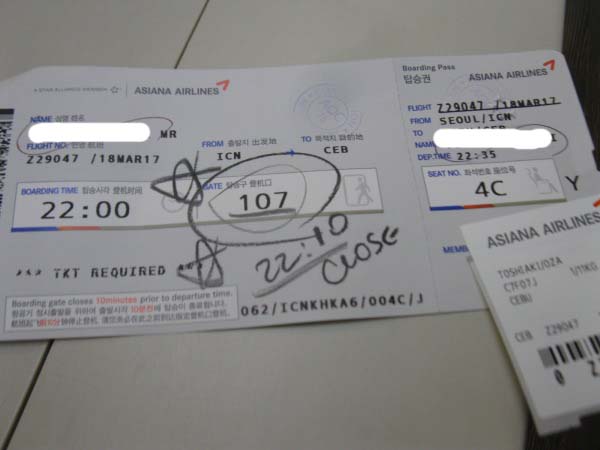 A STAR ALLIANCE MEMBER
ASIANA AIRLINES
NAME 성명 姓名
MR
FLIGHT NO. 편명 航班
Z29047 /18MAR17
FROM 출발지 出发地
ICN
TO 목적지 目的地
CEB
BOARDING TIME 탑승시각 登机时间
22:00
GATE 탑승구 登机口
107
22:10
CLOSE
*** TKT REQUIRED ***
Boarding gate closes 10minutes prior to departure time.
062/ICNKHKA6/004C/J
Boarding Pass
탑승권
ASIANA AIRLINES
FLIGHT Z29047 /18MAR17
FROM SEOUL/ICN
TO
NAME
DEP.TIME 22:35
SEAT NO. 좌석번호 座位号
4C
Y
ASIANA AIRLINES
TOSHIAKI/OZA
C7F07J
CEBU
CEB Z29047
0